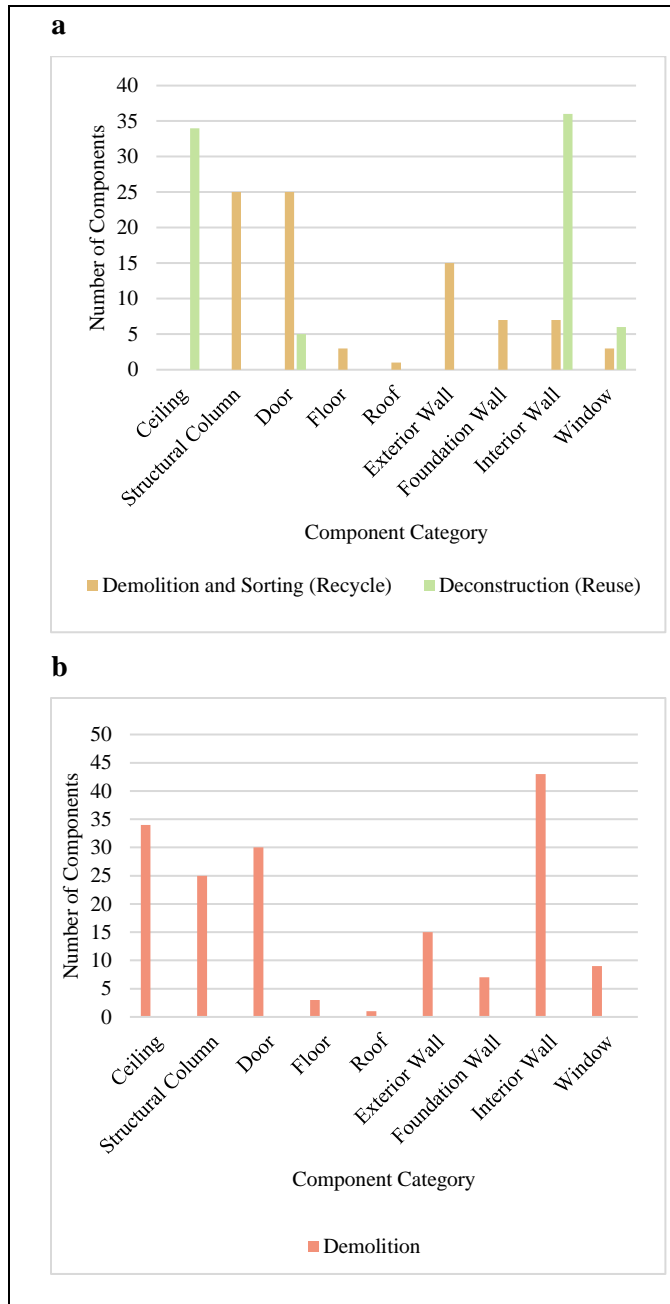 a
40
35
30
25
20
15
10
5
0
Number of Components
Ceiling
Structural Column
Door
Floor
Roof
Exterior Wall
Foundation Wall
Interior Wall
Window
Component Category
Demolition and Sorting (Recycle) Deconstruction (Reuse)
b
50
45
40
35
30
25
20
15
10
5
0
Number of Components
Ceiling
Structural Column
Door
Floor
Roof
Exterior Wall
Foundation Wall
Interior Wall
Window
Component Category
Demolition